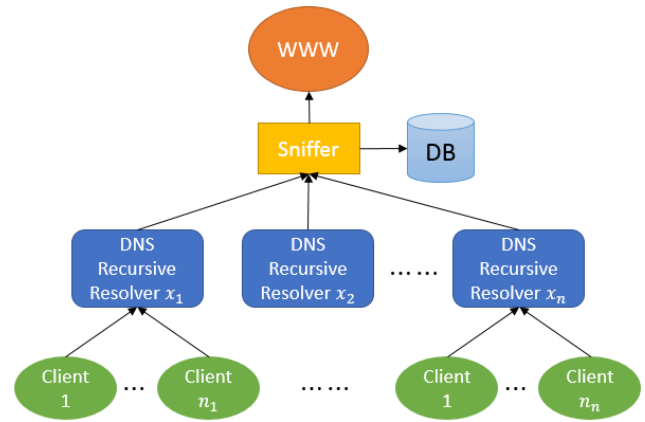 WWW
Sniffer
DB
DNS
Recursive
Resolver x₁
DNS
Recursive
Resolver x₂
... ...
DNS
Recursive
Resolver xₙ
Client
1
...
Client
n₁
... ...
Client
1
...
Client
nₙ